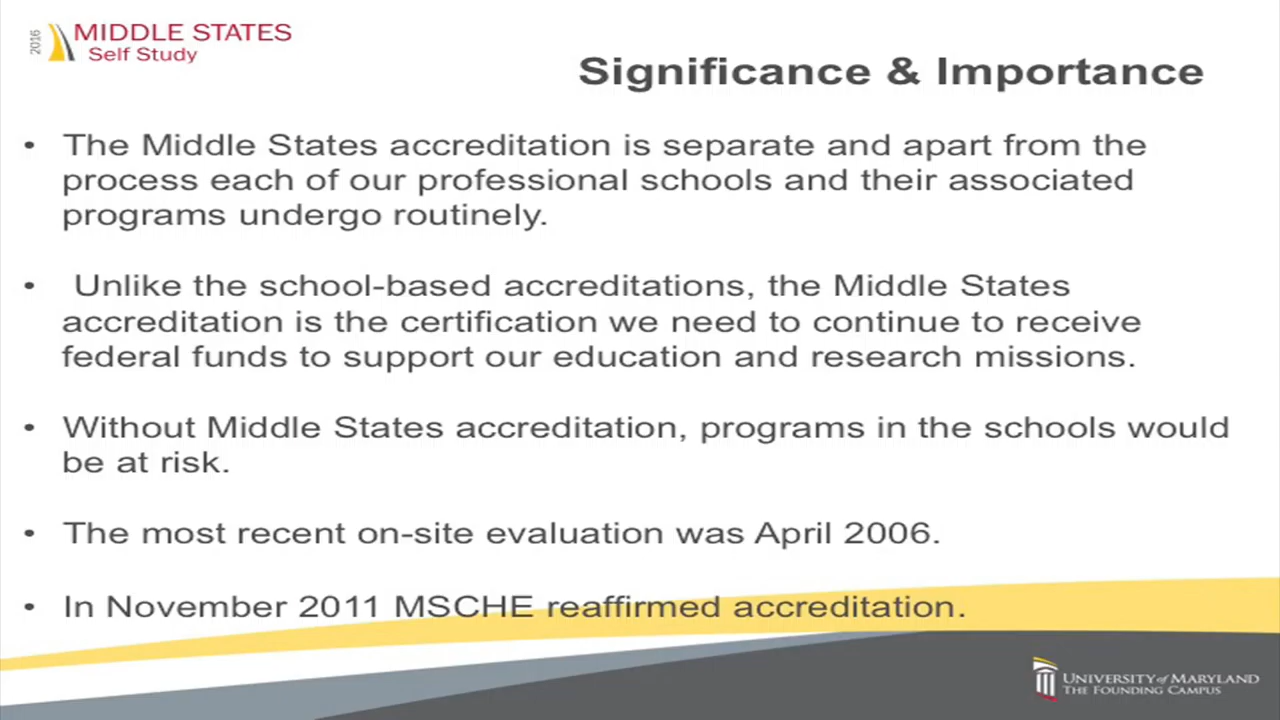 2016
MIDDLE STATES
Self Study
Significance & Importance
• The Middle States accreditation is separate and apart from the
process each of our professional schools and their associated
programs undergo routinely.
• Unlike the school-based accreditations, the Middle States
accreditation is the certification we need to continue to receive
federal funds to support our education and research missions.
• Without Middle States accreditation, programs in the schools would
be at risk.
• The most recent on-site evaluation was April 2006.
• In November 2011 MSCHE reaffirmed accreditation.
UNIVERSITY of MARYLAND
THE FOUNDING CAMPUS